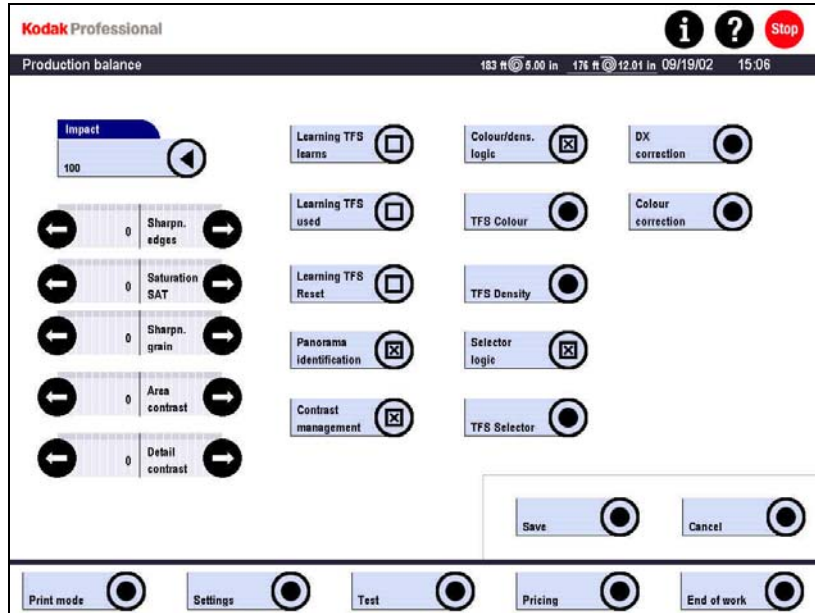 Kodak Professional
Stop
Production balance
183 ft 5.00 in 176 ft 12.01 in 09/19/02 15:06
Impact
100
0 Sharpn. edges
0 Saturation SAT
0 Sharpn. grain
0 Area contrast
0 Detail contrast
Learning TFS learns
Learning TFS used
Learning TFS Reset
Panorama identification
Contrast management
Colour/dens. logic
TFS Colour
TFS Density
Selector logic
TFS Selector
DX correction
Colour correction
Save
Cancel
Print mode
Settings
Test
Pricing
End of work